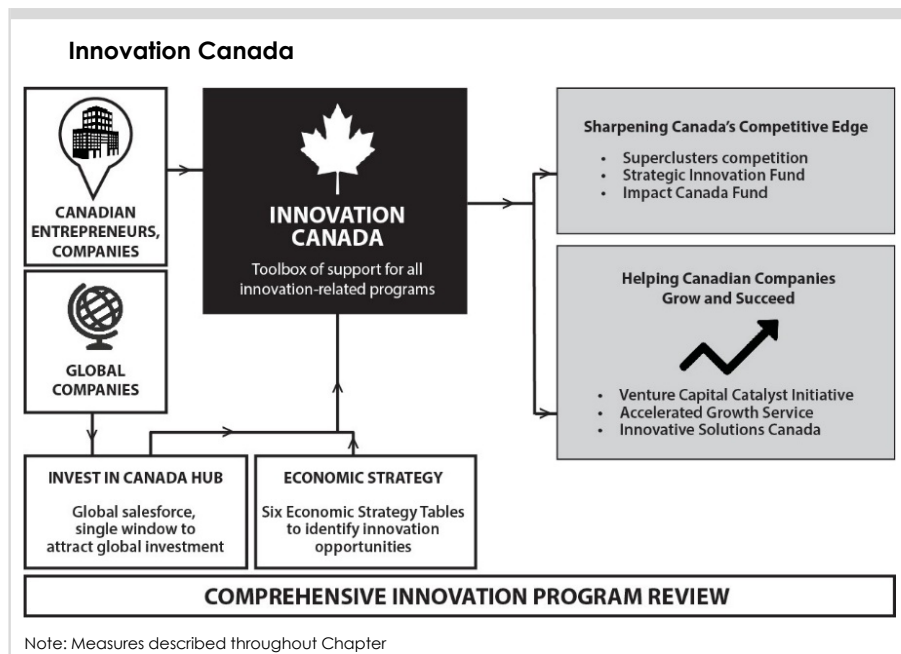 Innovation Canada
CANADIAN
ENTREPRENEURS,
COMPANIES
GLOBAL
COMPANIES
INNOVATION
CANADA
Toolbox of support for all
innovation-related programs
Sharpening Canada's Competitive Edge
• Superclusters competition
• Strategic Innovation Fund
• Impact Canada Fund
Helping Canadian Companies
Grow and Succeed
• Venture Capital Catalyst Initiative
• Accelerated Growth Service
• Innovative Solutions Canada
INVEST IN CANADA HUB
Global salesforce,
single window to
attract global investment
ECONOMIC STRATEGY
Six Economic Strategy Tables
to identify innovation
opportunities
COMPREHENSIVE INNOVATION PROGRAM REVIEW
Note: Measures described throughout Chapter